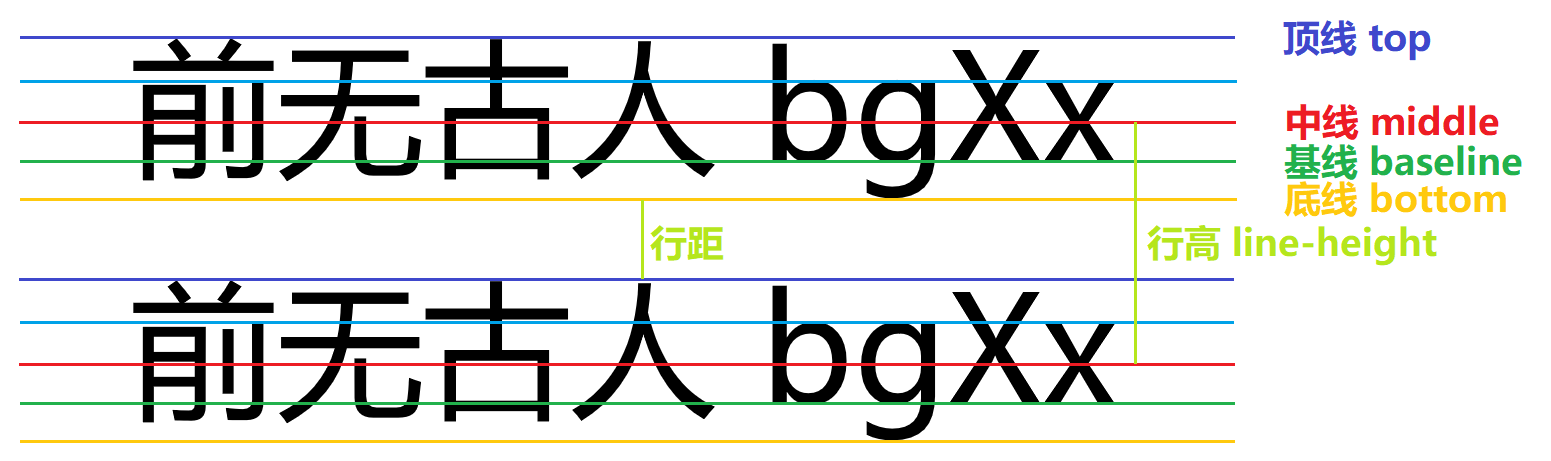 前无古人 bgXx
顶线 top
中线 middle
基线 baseline
底线 bottom
行距
行高 line-height
前无古人 bgXx